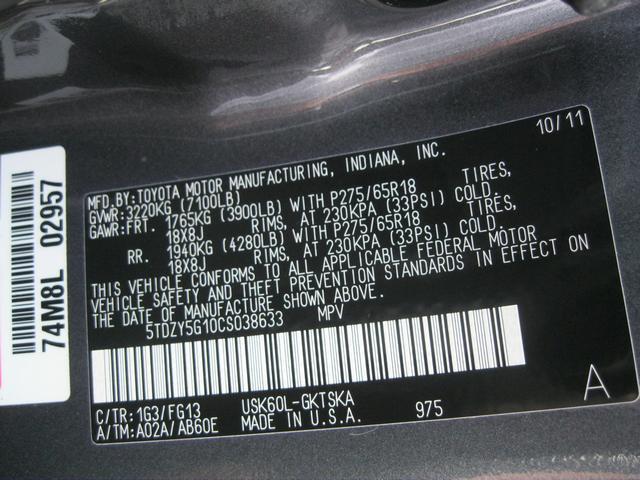 10/11
MFD.BY:TOYOTA MOTOR MANUFACTURING, INDIANA, INC.
GVWR:3220KG (7100LB)
GAWR:FRT. 1765KG (3900LB) WITH P275/65R18 TIRES,
18X8J RIMS, AT 230KPA (33PSI) COLD.
RR. 1940KG (4280LB) WITH P275/65R18 TIRES,
18X8J RIMS, AT 230KPA (33PSI) COLD.
THIS VEHICLE CONFORMS TO ALL APPLICABLE FEDERAL MOTOR
VEHICLE SAFETY AND THEFT PREVENTION STANDARDS IN EFFECT ON
THE DATE OF MANUFACTURE SHOWN ABOVE.
5TDZY5G10CS038633 MPV
C/TR:1G3/FG13 USK60L-GKTSKA
A/TM:A02A/AB60E MADE IN U.S.A. 975
A
74M8L 02957